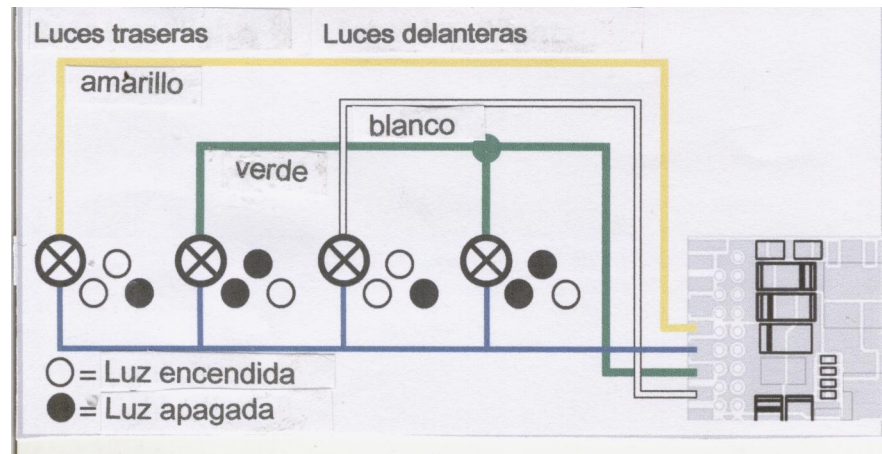 Luces traseras
Luces delanteras
amarillo
blanco
verde
= Luz encendida
= Luz apagada